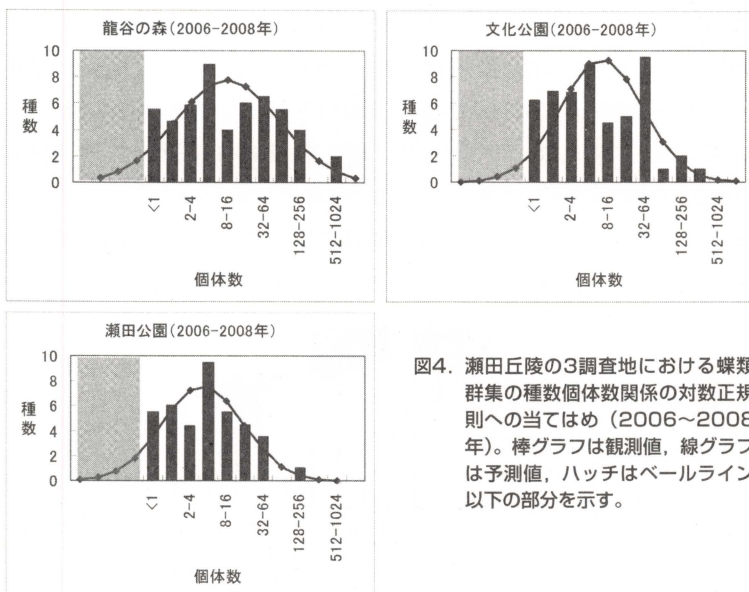 龍谷の森(2006-2008年)
10
8
6
4
2
0
種数
<1
2-4
8-16
32-64
128-256
512-1024
個体数
文化公園(2006-2008年)
10
8
6
4
2
0
種数
<1
2-4
8-16
32-64
128-256
512-1024
個体数
瀬田公園(2006-2008年)
10
8
6
4
2
0
種数
<1
2-4
8-16
32-64
128-256
512-1024
個体数
図4. 瀬田丘陵の3調査地における蝶類
群集の種数個体数関係の対数正規
則への当てはめ(2006~2008
年)。棒グラフは観測値,線グラフ
は予測値,ハッチはベールライン
以下の部分を示す。